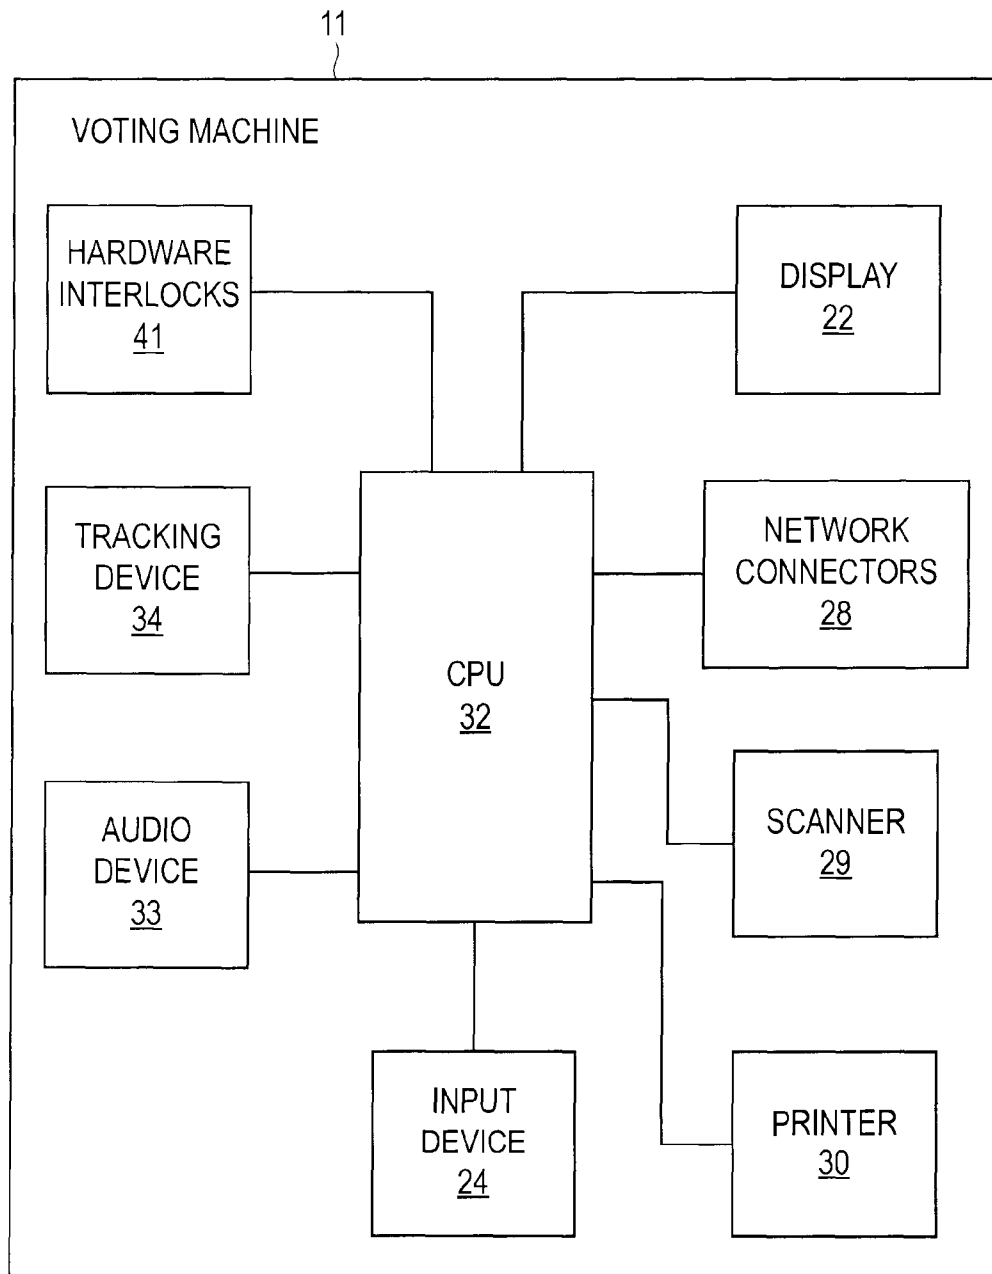 11
VOTING MACHINE
HARDWARE
INTERLOCKS
41
DISPLAY
22
TRACKING
DEVICE
34
NETWORK
CONNECTORS
28
CPU
32
AUDIO
DEVICE
33
SCANNER
29
INPUT
DEVICE
24
PRINTER
30